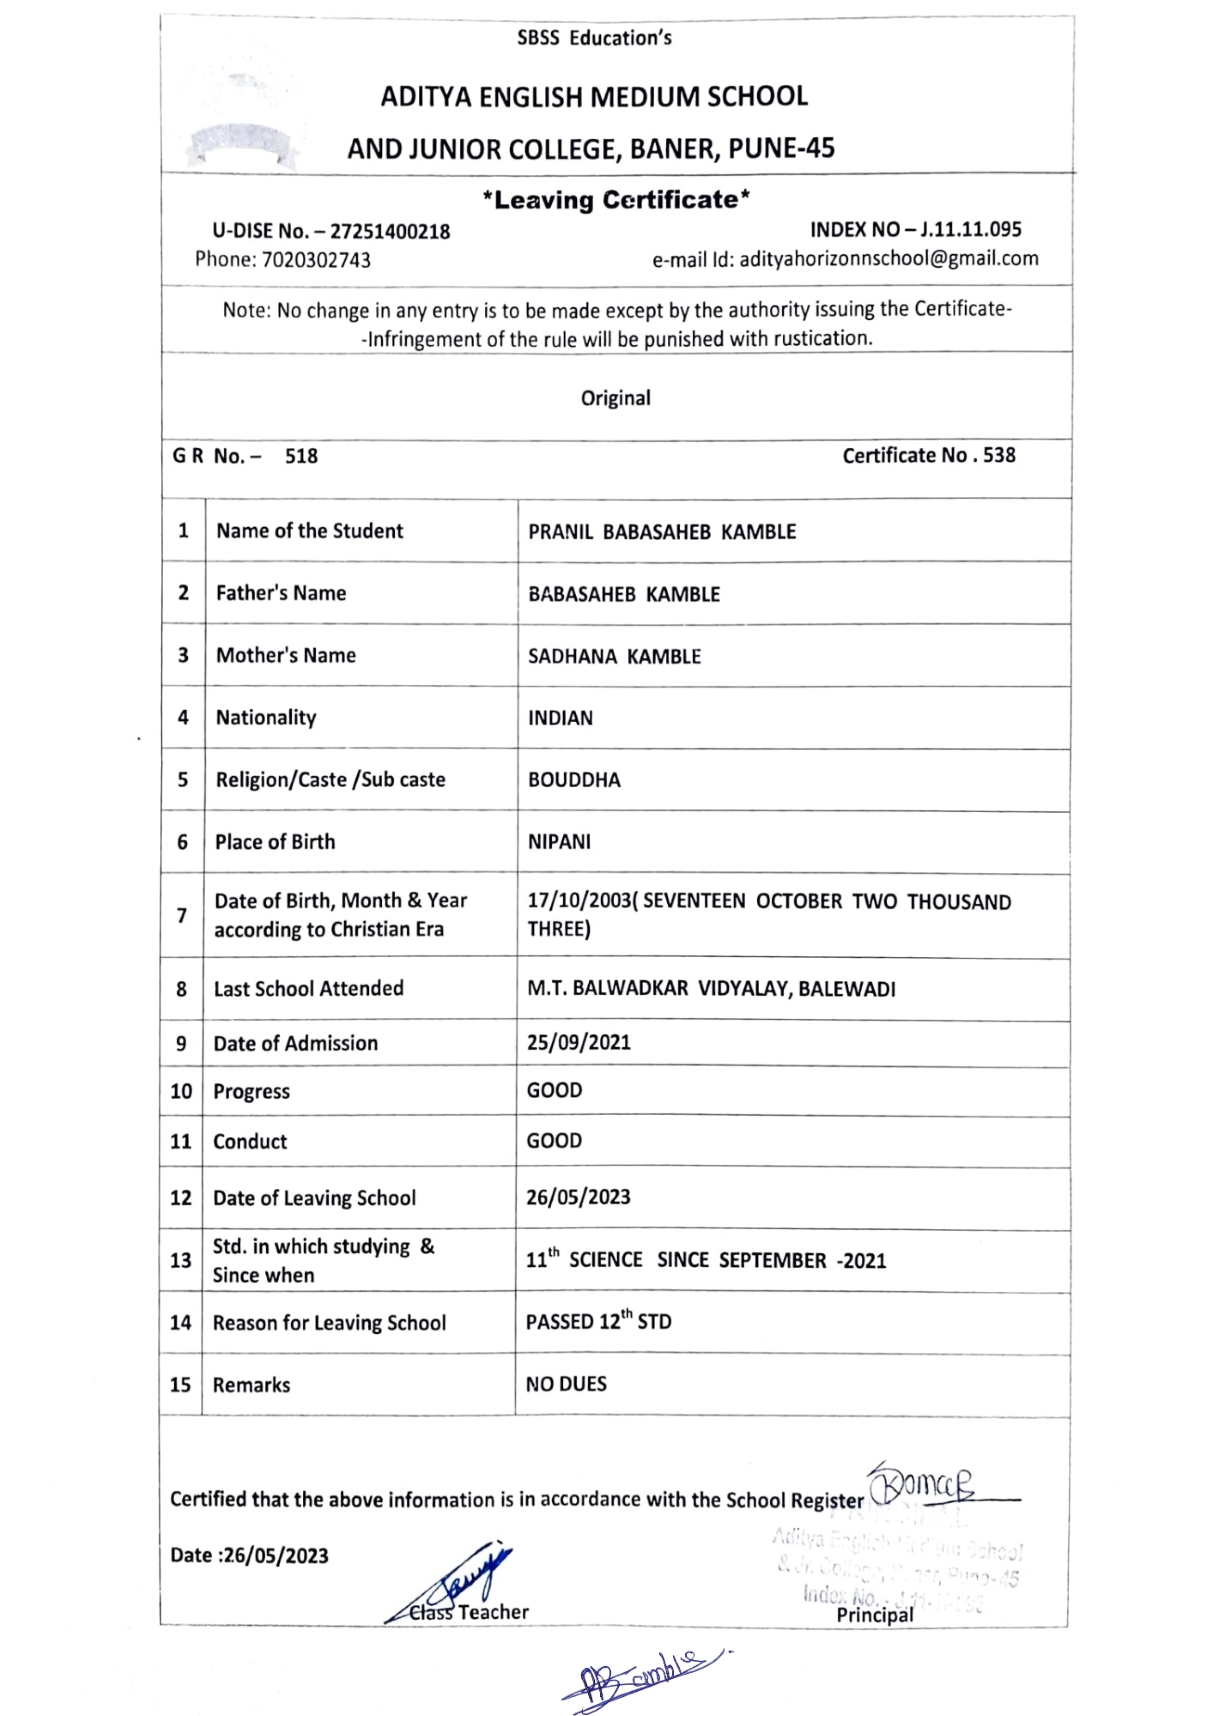 SBSS Education's
ADITYA ENGLISH MEDIUM SCHOOL
AND JUNIOR COLLEGE, BANER, PUNE-45
*Leaving Certificate*
U-DISE No. – 27251400218 INDEX NO – J.11.11.095
Phone: 7020302743 e-mail Id: adityahorizonnschool@gmail.com
Note: No change in any entry is to be made except by the authority issuing the Certificate-
-Infringement of the rule will be punished with rustication.
Original
G R No. – 518 Certificate No . 538
1 Name of the Student PRANIL BABASAHEB KAMBLE
2 Father's Name BABASAHEB KAMBLE
3 Mother's Name SADHANA KAMBLE
4 Nationality INDIAN
5 Religion/Caste /Sub caste BOUDDHA
6 Place of Birth NIPANI
7 Date of Birth, Month & Year 17/10/2003( SEVENTEEN OCTOBER TWO THOUSAND
according to Christian Era THREE)
8 Last School Attended M.T. BALWADKAR VIDYALAY, BALEWADI
9 Date of Admission 25/09/2021
10 Progress GOOD
11 Conduct GOOD
12 Date of Leaving School 26/05/2023
13 Std. in which studying & 11th SCIENCE SINCE SEPTEMBER -2021
Since when
14 Reason for Leaving School PASSED 12th STD
15 Remarks NO DUES
Certified that the above information is in accordance with the School Register
Aditya English Medium School
Date :26/05/2023
& Jr. College, Baner, Pune-45
Index No.
Class Teacher Principal